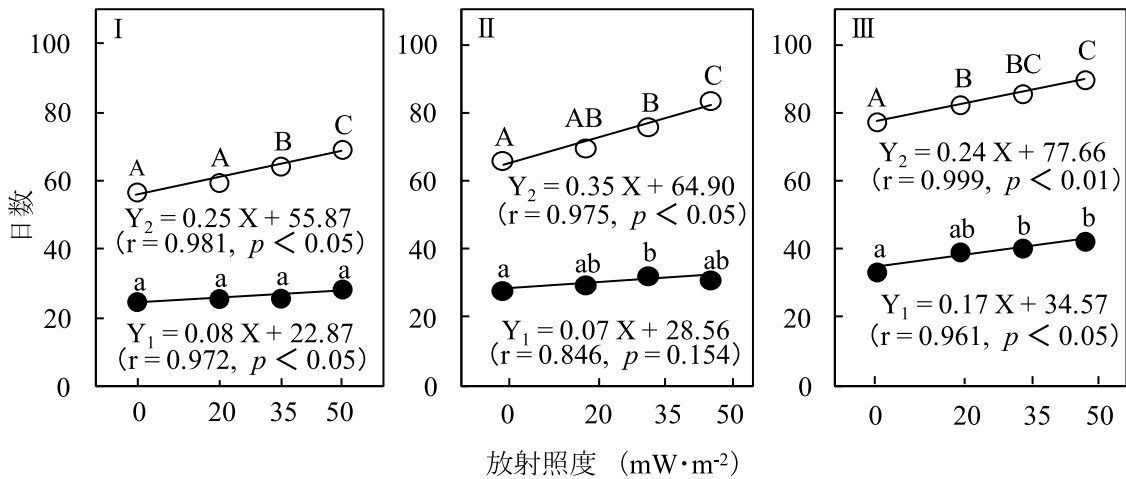 日数
100
80
60
40
20
0
I
A
A
B
C
Y2 = 0.25 X + 55.87
(r = 0.981, p < 0.05)
a
a
a
a
Y1 = 0.08 X + 22.87
(r = 0.972, p < 0.05)
0
20
35
50
100
80
60
40
20
0
II
A
AB
B
C
Y2 = 0.35 X + 64.90
(r = 0.975, p < 0.05)
a
ab
b
ab
Y1 = 0.07 X + 28.56
(r = 0.846, p = 0.154)
0
20
35
50
100
80
60
40
20
0
III
A
B
BC
C
Y2 = 0.24 X + 77.66
(r = 0.999, p < 0.01)
a
ab
b
b
Y1 = 0.17 X + 34.57
(r = 0.961, p < 0.05)
0
20
35
50
放射照度 (mW·m-2)